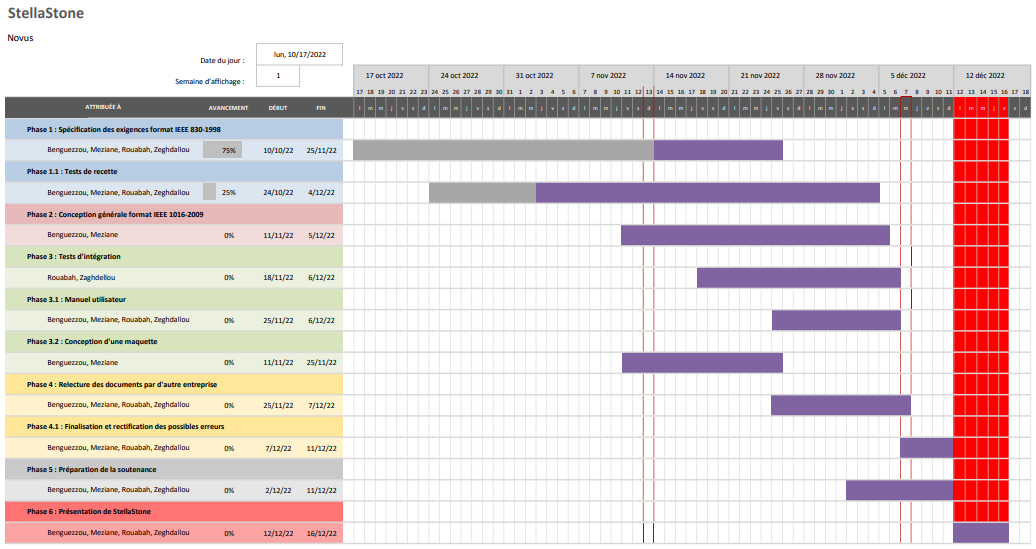 StellaStone
Novus
Date du jour : lun, 10/17/2022
Semaine d'affichage : 1
17 oct 2022 24 oct 2022 31 oct 2022 7 nov 2022 14 nov 2022 21 nov 2022 28 nov 2022 5 déc 2022 12 déc 2022
17 18 19 20 21 22 23 24 25 26 27 28 29 30 31 1 2 3 4 5 6 7 8 9 10 11 12 13 14 15 16 17 18 19 20 21 22 23 24 25 26 27 28 29 30 1 2 3 4 5 6 7 8 9 10 11 12 13 14 15 16 17 18
ATTRIBUÉE À AVANCEMENT DÉBUT FIN l m m j v s d l m m j v s d l m m j v s d l m m j v s d l m m j v s d l m m j v s d l m m j v s d l m m j v s d l m m j v s d
Phase 1 : Spécification des exigences format IEEE 830-1998
Benguezzou, Meziane, Rouabah, Zeghdallou 75% 10/10/22 25/11/22
Phase 1.1 : Tests de recette
Benguezzou, Meziane, Rouabah, Zeghdallou 25% 24/10/22 4/12/22
Phase 2 : Conception générale format IEEE 1016-2009
Benguezzou, Meziane 0% 11/11/22 5/12/22
Phase 3 : Tests d'intégration
Rouabah, Zaghdellou 0% 18/11/22 6/12/22
Phase 3.1 : Manuel utilisateur
Benguezzou, Meziane, Rouabah, Zeghdallou 0% 25/11/22 6/12/22
Phase 3.2 : Conception d'une maquette
Benguezzou, Meziane 0% 11/11/22 25/11/22
Phase 4 : Relecture des documents par d'autre entreprise
Benguezzou, Meziane, Rouabah, Zeghdallou 0% 25/11/22 7/12/22
Phase 4.1 : Finalisation et rectification des possibles erreurs
Benguezzou, Meziane, Rouabah, Zeghdallou 0% 7/12/22 11/12/22
Phase 5 : Préparation de la soutenance
Benguezzou, Meziane, Rouabah, Zeghdallou 0% 2/12/22 11/12/22
Phase 6 : Présentation de StellaStone
Benguezzou, Meziane, Rouabah, Zeghdallou 0% 12/12/22 16/12/22